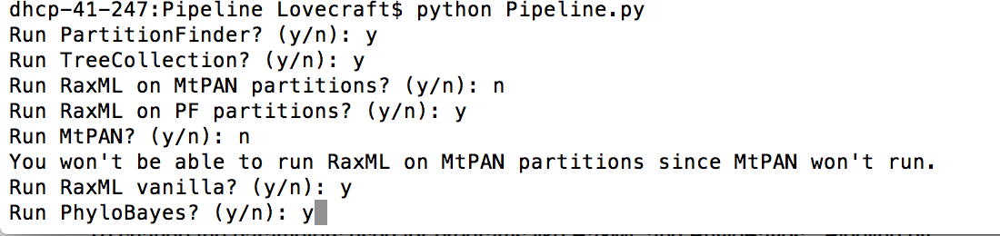 dhcp-41-247:Pipeline Lovecraft$ python Pipeline.py
Run PartitionFinder? (y/n): y
Run TreeCollection? (y/n): y
Run RaxML on MtPAN partitions? (y/n): n
Run RaxML on PF partitions? (y/n): y
Run MtPAN? (y/n): n
You won't be able to run RaxML on MtPAN partitions since MtPAN won't run.
Run RaxML vanilla? (y/n): y
Run PhyloBayes? (y/n): y